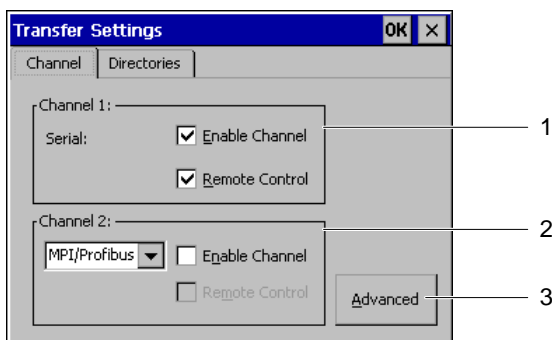 Transfer Settings OK ×
Channel Directories
Channel 1: 1
Serial: Enable Channel
Remote Control
Channel 2: 2
MPI/Profibus Enable Channel
Remote Control
Advanced 3